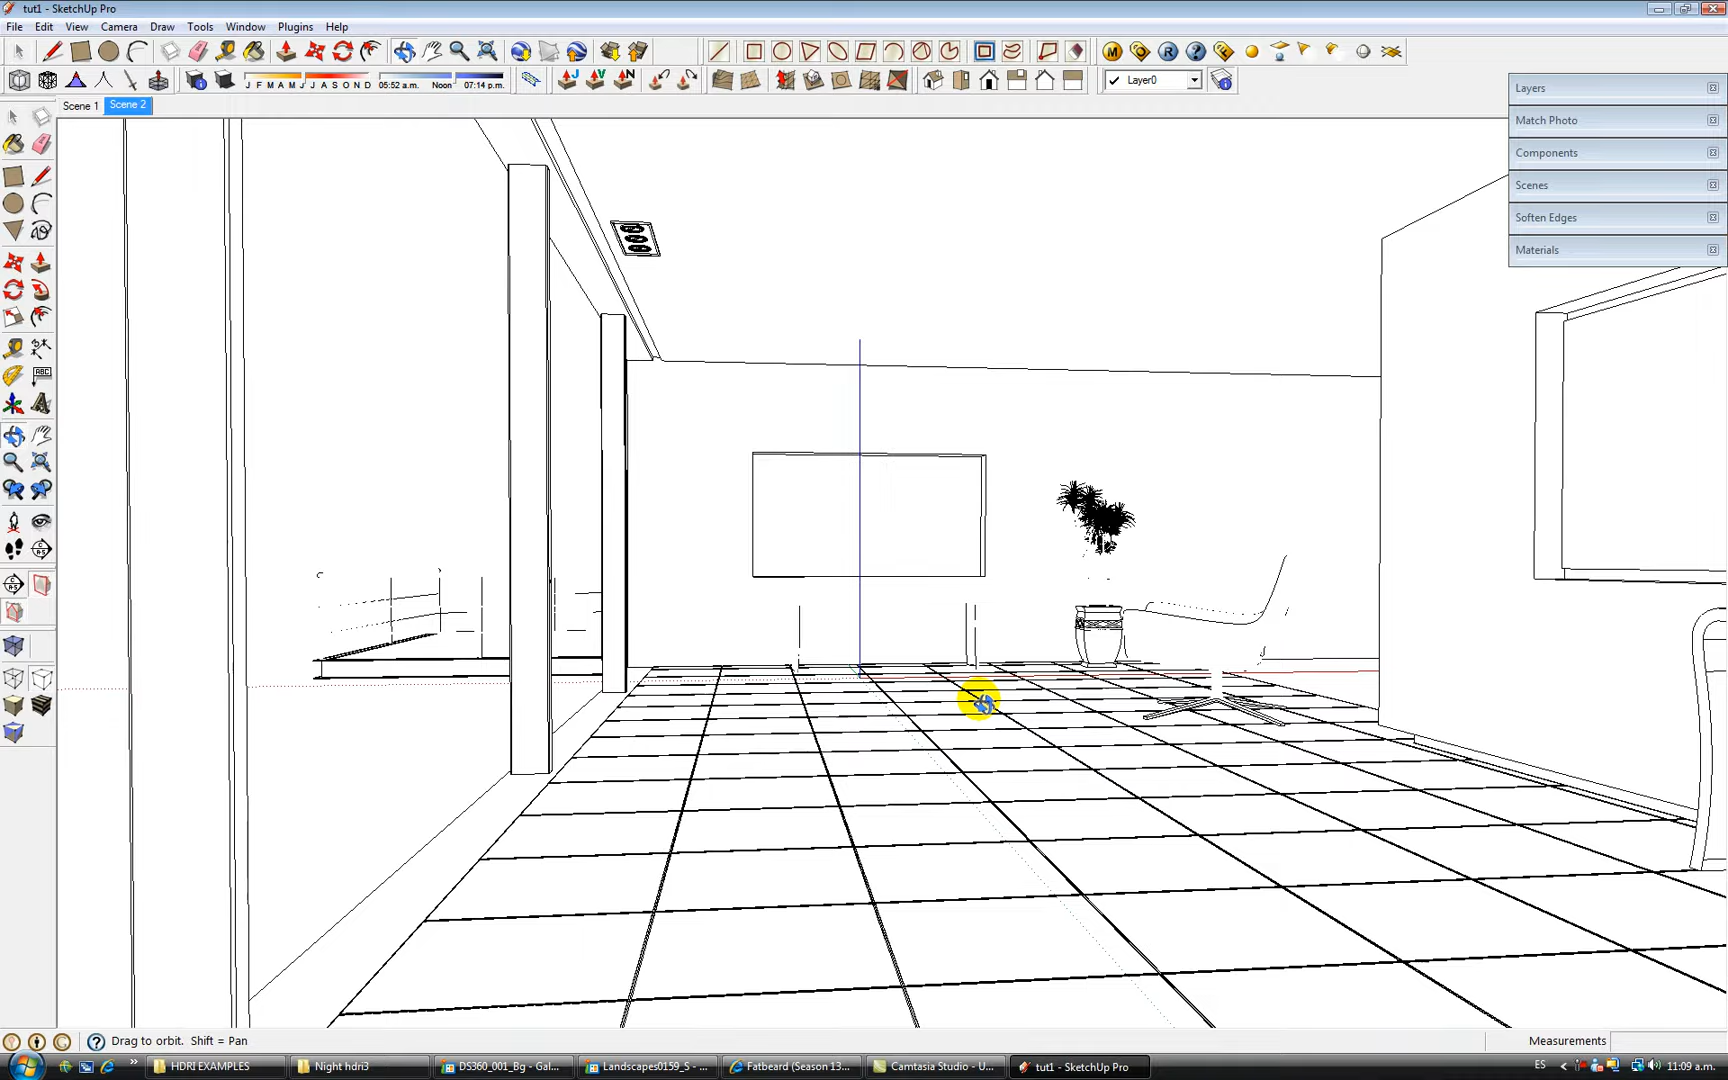 tut1 - SketchUp Pro
File Edit View Camera Draw Tools Window Plugins Help
M R ?
J F M A M J J A S O N D 05:52 a.m. Noon 07:14 p.m. J V N Layer0
Scene 1 Scene 2
Layers
Match Photo
Components
Scenes
Soften Edges
Materials
ABC
Drag to orbit. Shift = Pan
Measurements
HDRI EXAMPLES Night hdri3 DS360_001_Bg - Gal... Landscapes0159_S - ... Fatbeard (Season 13... Camtasia Studio - U... tut1 - SketchUp Pro ES 11:09 a.m.